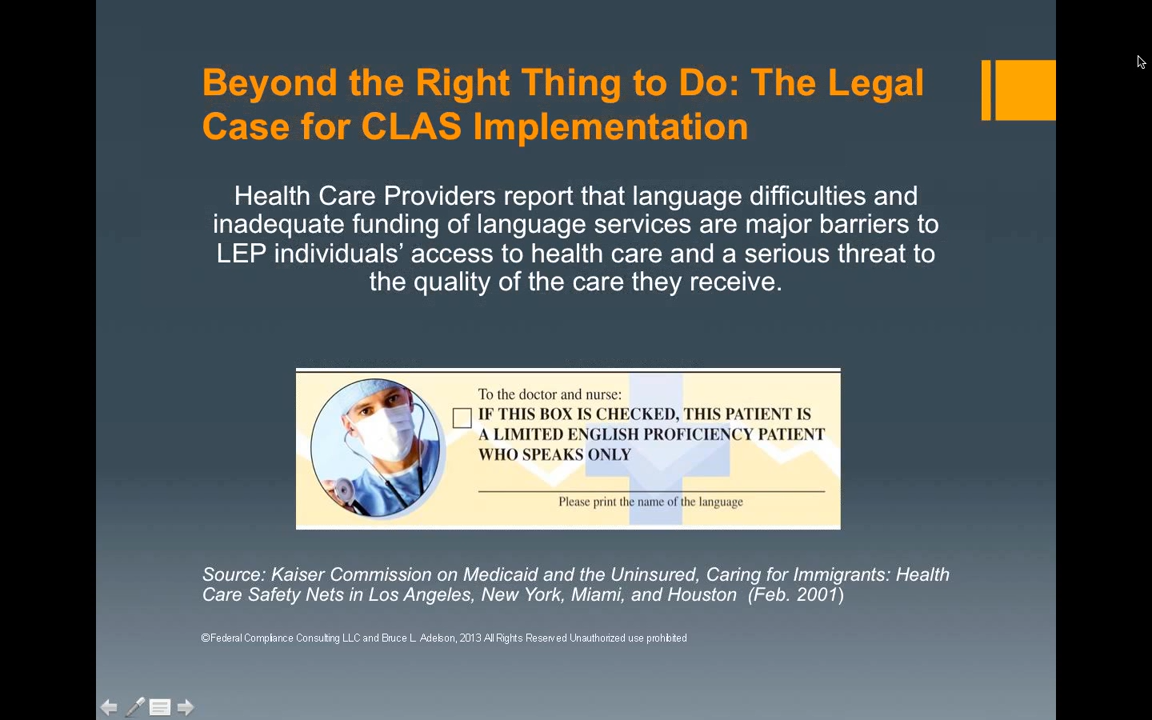 Beyond the Right Thing to Do: The Legal
Case for CLAS Implementation
Health Care Providers report that language difficulties and
inadequate funding of language services are major barriers to
LEP individuals’ access to health care and a serious threat to
the quality of the care they receive.
To the doctor and nurse:
IF THIS BOX IS CHECKED, THIS PATIENT IS
A LIMITED ENGLISH PROFICIENCY PATIENT
WHO SPEAKS ONLY
Please print the name of the language
Source: Kaiser Commission on Medicaid and the Uninsured, Caring for Immigrants: Health
Care Safety Nets in Los Angeles, New York, Miami, and Houston (Feb. 2001)
©Federal Compliance Consulting LLC and Bruce L. Adelson, 2013 All Rights Reserved Unauthorized use prohibited